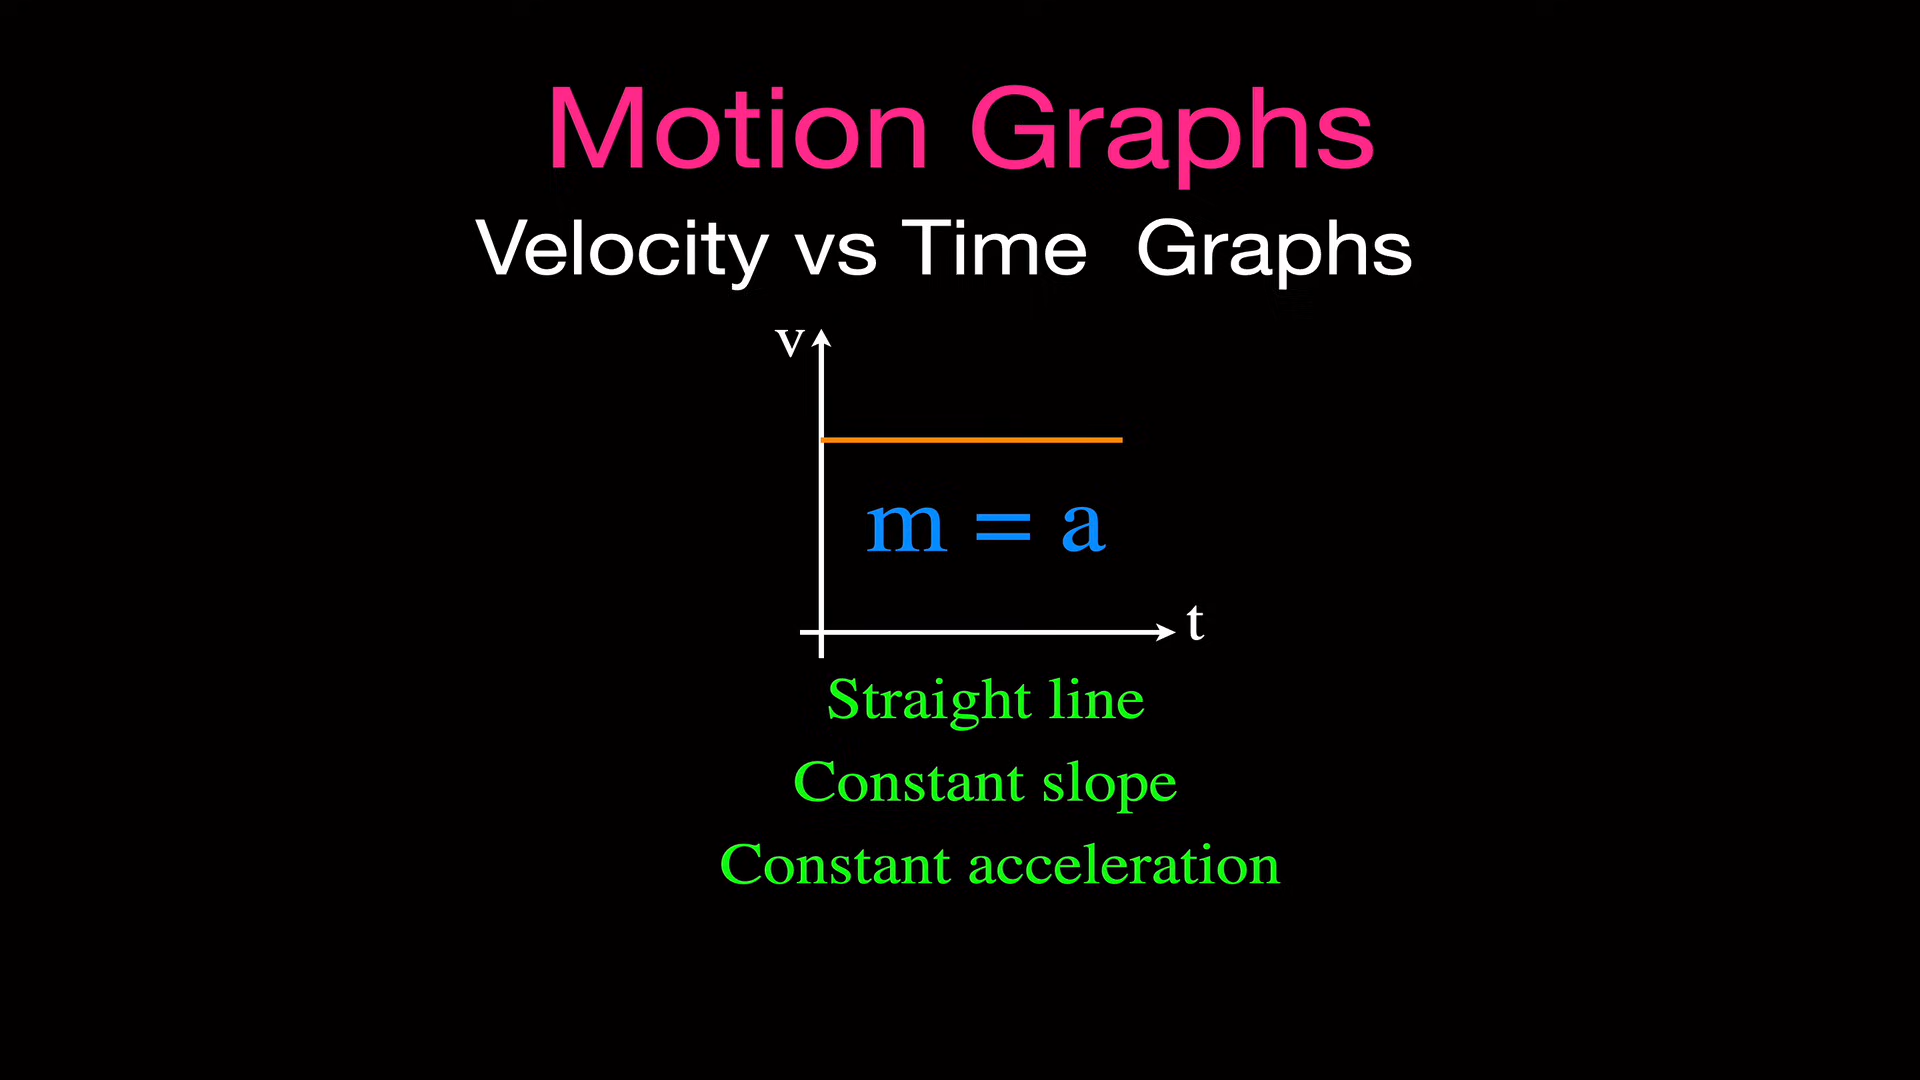 Motion Graphs
Velocity vs Time Graphs
v
m = a
t
Straight line
Constant slope
Constant acceleration